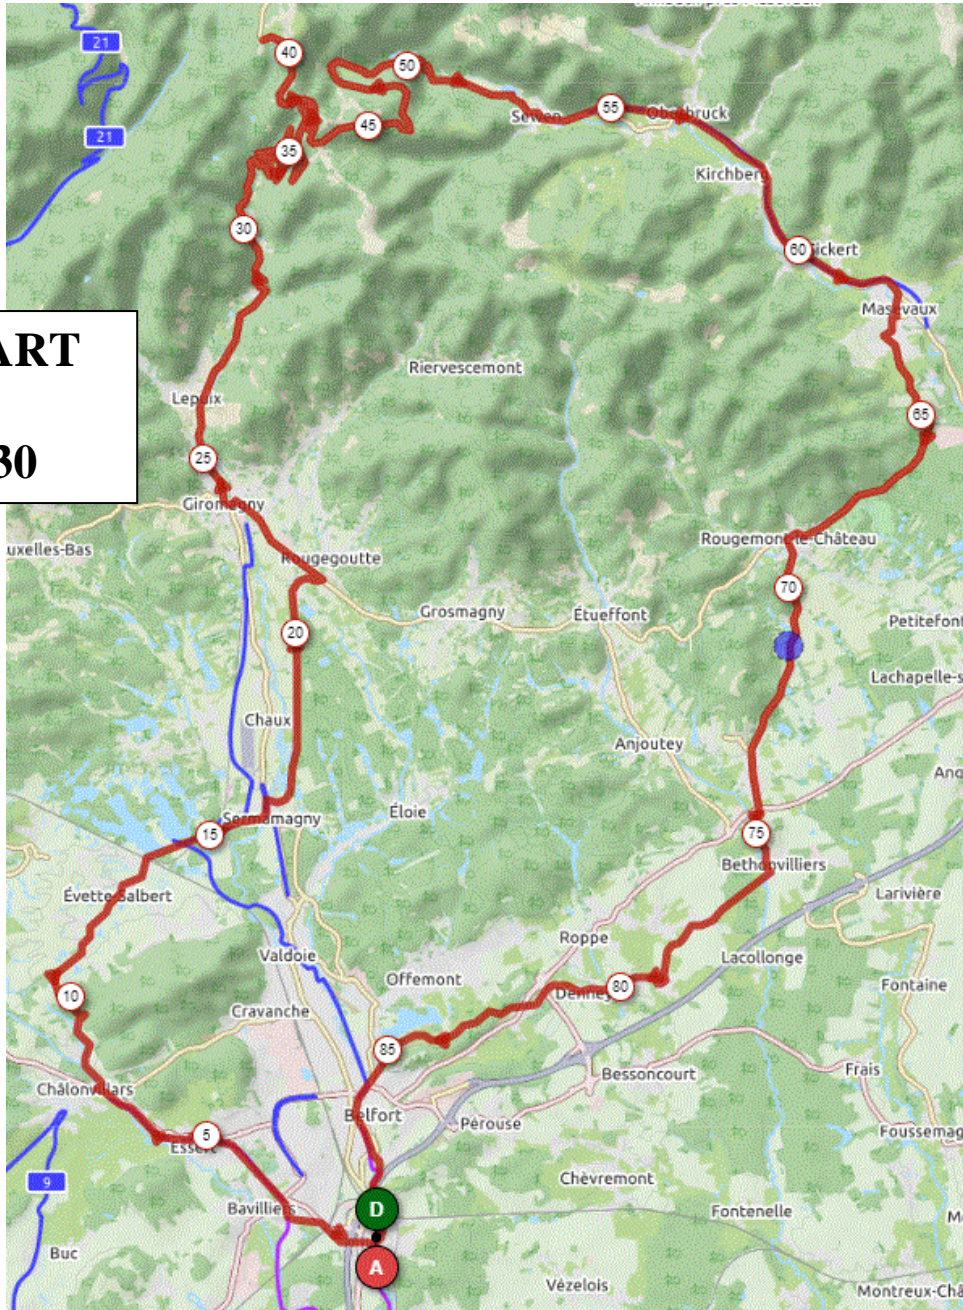 21
40
50
55
Oberbruck
Sewen
21
45
35
Kirchberg
30
60
Sickert
Masevaux
ART
Riervescemont
Lepuix
65
30
25
Giromagny
uxelles-Bas
Rougemont-le-Château
Rougegoutte
70
Grosmagny
Étueffont
Petitefont
20
Lachapelle-s
Chaux
Anjoutey
Ang
Éloie
Sermamagny
15
75
Bethonvilliers
Évette-Salbert
Larivière
Roppe
Valdoie
Lacollonge
Offemont
Denney
80
Fontaine
10
Cravanche
85
Frais
Bessoncourt
Châlonvillars
Belfort
Pérouse
5
Foussemag
Essert
Chèvremont
9
Bavilliers
D
Fontenelle
M
Buc
A
Vézelois
Montreux-Châ